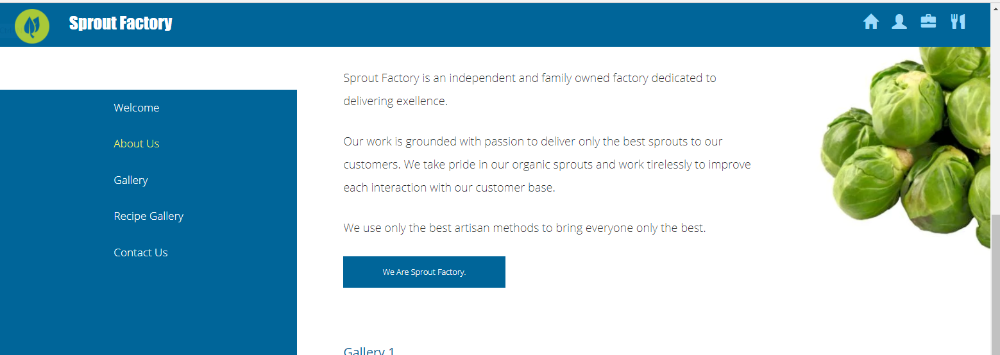 Sprout Factory
Welcome
About Us
Gallery
Recipe Gallery
Contact Us
Sprout Factory is an independent and family owned factory dedicated to
delivering exellence.
Our work is grounded with passion to deliver only the best sprouts to our
customers. We take pride in our organic sprouts and work tirelessly to improve
each interaction with our customer base.
We use only the best artisan methods to bring everyone only the best.
We Are Sprout Factory.
Gallery 1